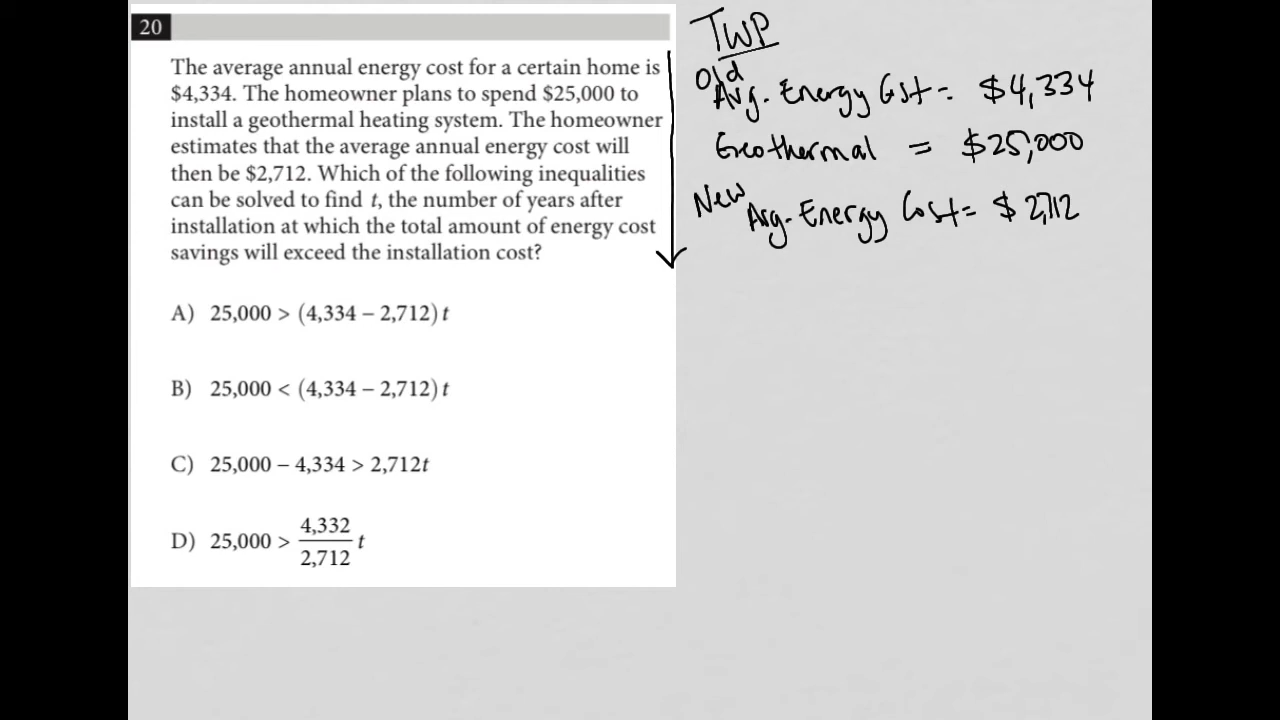 20
The average annual energy cost for a certain home is
$4,334. The homeowner plans to spend $25,000 to
install a geothermal heating system. The homeowner
estimates that the average annual energy cost will
then be $2,712. Which of the following inequalities
can be solved to find t, the number of years after
installation at which the total amount of energy cost
savings will exceed the installation cost?
A) 25,000 > (4,334 – 2,712)t
B) 25,000 < (4,334 – 2,712)t
C) 25,000 – 4,334 > 2,712t
D) 25,000 > 4,332/2,712 t
TWP
Old
Avg. Energy Cost = $4,334
Geothermal = $25,000
New
Avg. Energy Cost = $2,712